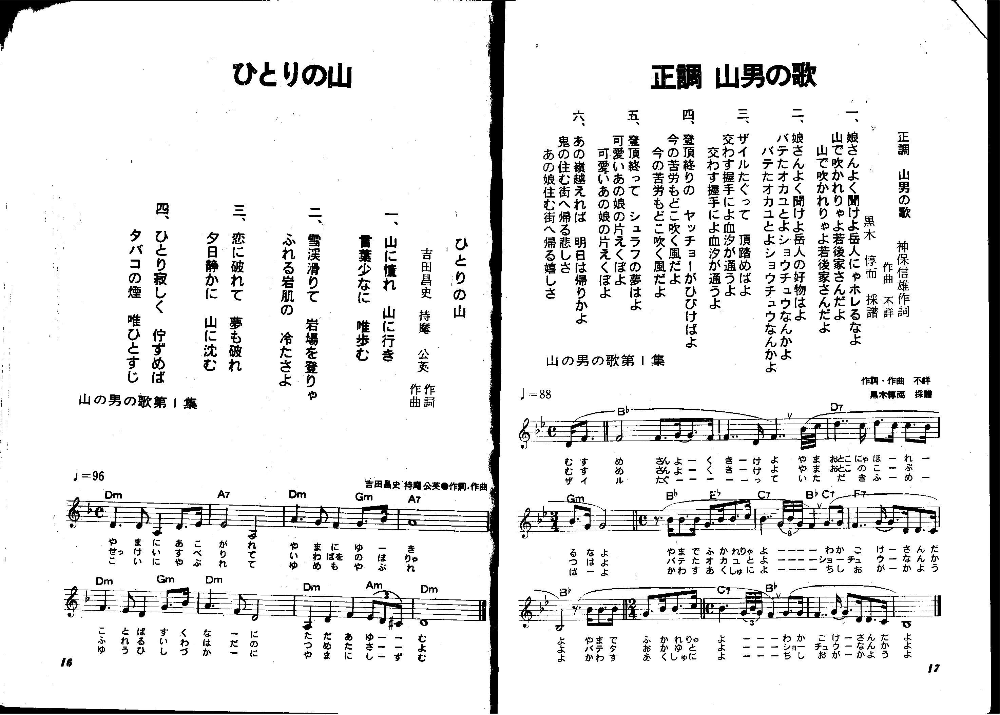 ひとりの山
ひとりの山
吉田昌史 持麾 公英 作詞
作曲
一、山に憧れ 山に行き
言葉少なに 唯歩む
二、雪渓滑りて 岩場を登りゃ
ふれる岩肌の 冷たさよ
三、恋に破れて 夢も破れ
夕日静かに 山に沈む
四、ひとり寂しく 佇ずめば
タバコの煙 唯ひとすじ
山の男の歌第1集
♩=96
吉田昌史 持麾公英●作詞.作曲
Dm A7 Dm Gm A7
や まに あこ がれ や まに ゆー き
せっ けい すべ りて い わばを のぼ りゃ
こ いに やぶ れて ゆ めも やぶ れ
Dm Gm Dm Dm Am Dm
3
こ とば すく な ーに ただ あ ゆーー む
ふ れる いわ は だの つめ た さーー よ
ゆ うひ しづ か ーに やま に しーず む
16
正調 山男の歌
正調 山男の歌 神保信雄作詞
作曲 不詳
黒木 惇而 採譜
一、娘さんよく聞けよ岳人にゃホレるなよ
山で吹かれりゃよ若後家さんだよ
山で吹かれりゃよ若後家さんだよ
二、娘さんよく聞けよ岳人の好物はよ
バテたオカユとよショウチュウなんかよ
バテたオカユとよショウチュウなんかよ
三、ザイルたぐって 頂踏めばよ
交わす握手によ血汐が通うよ
交わす握手によ血汐が通うよ
四、登頂終りの ヤッチョーがひびけばよ
今の苦労もどこ吹く風だよ
今の苦労もどこ吹く風だよ
五、登頂終って シュラフの夢はよ
可愛いあの娘の片えくぼよ
可愛いあの娘の片えくぼよ
六、あの嶺越えれば 明日は帰りかよ
鬼の住む街へ帰る悲しさ
あの娘住む街へ帰る嬉しさ
山の男の歌第1集
作詞・作曲 不詳
黒木惇而 採譜
♩=88
B♭ D7
むす め さんよーく きーけよ やま おとこにゃほーれー
むす め さんよーく きーけよ やま おとこのこーぶ
ザイ ル たぐーーー ーーって いた だきふーめー
Gm B♭ E♭ C7 B♭ C7 F7
3
るなよ やまでふかれりゃよーーーーわかご けーさんだ
つはよ バテたオカユとよーーーーショーチュ ウーなんか
ばーよ かわすあくしゅによーーーーちしお がーかよう
B♭ C7 B♭
3
よ やまで ふかれりゃ よーーーわか ごけーさんだ よ
よ バテタ おかゆと よーーーショー チュウーなんか よ
よ かわす あくしゅに よーーーちし おがーかよう よ
17